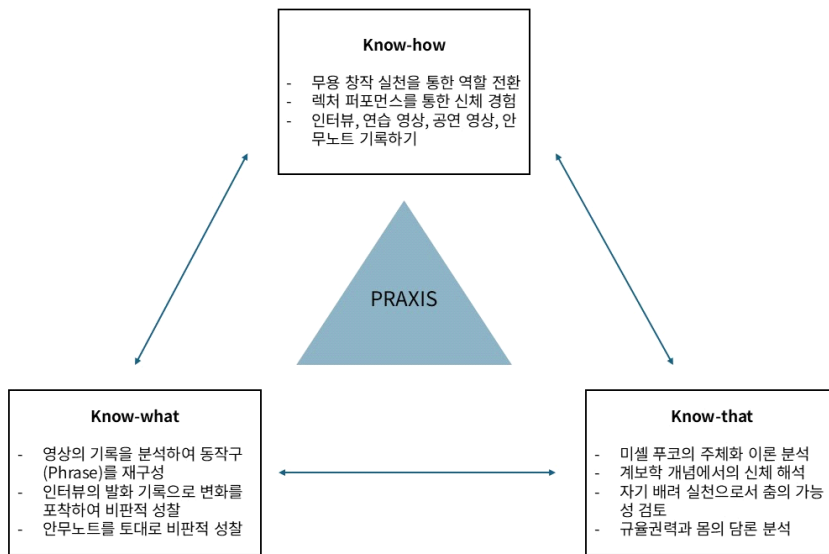 Know-how
- 무용 창작 실천을 통한 역할 전환
- 렉처 퍼포먼스를 통한 신체 경험
- 인터뷰, 연습 영상, 공연 영상, 안
무노트 기록하기
PRAXIS
Know-what
- 영상의 기록을 분석하여 동작구
(Phrase)를 재구성
- 인터뷰의 발화 기록으로 변화를
포착하여 비판적 성찰
- 안무노트를 토대로 비판적 성찰
Know-that
- 미셸 푸코의 주체화 이론 분석
- 계보학 개념에서의 신체 해석
- 자기 배려 실천으로서 춤의 가능
성 검토
- 규율권력과 몸의 담론 분석